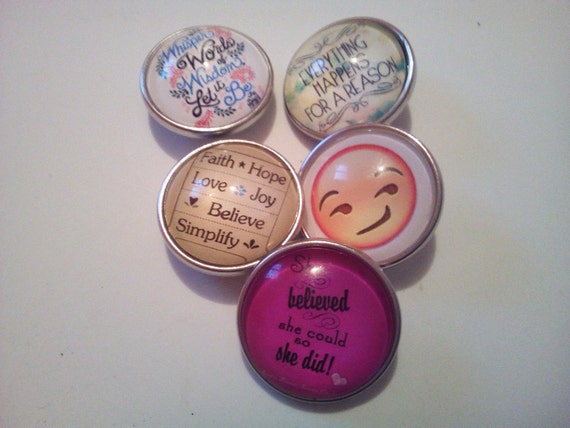 Whisper
Words
of
Wisdom
Let it
Be
EVERYTHING
HAPPENS
FOR A REASON
Faith Hope
Love Joy
Believe
Simplify
She
believed
she could
so
she did!